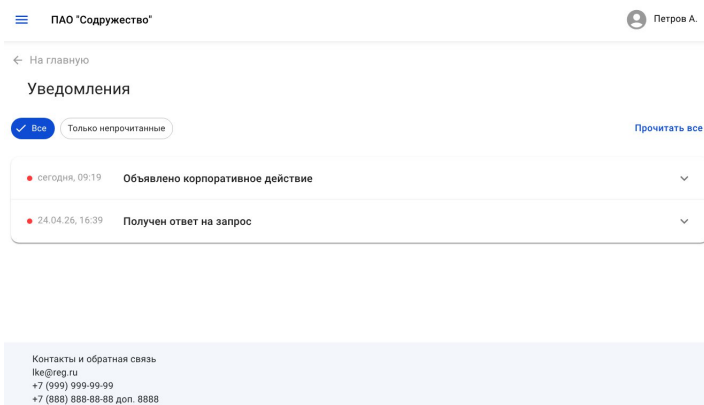 ПАО "Содружество"
Петров А.
На главную
Уведомления
Все
Только непрочитанные
Прочитать все
сегодня, 09:19 Объявлено корпоративное действие
24.04.26, 16:39 Получен ответ на запрос
Контакты и обратная связь
lke@reg.ru
+7 (999) 999-99-99
+7 (888) 888-88-88 доп. 8888